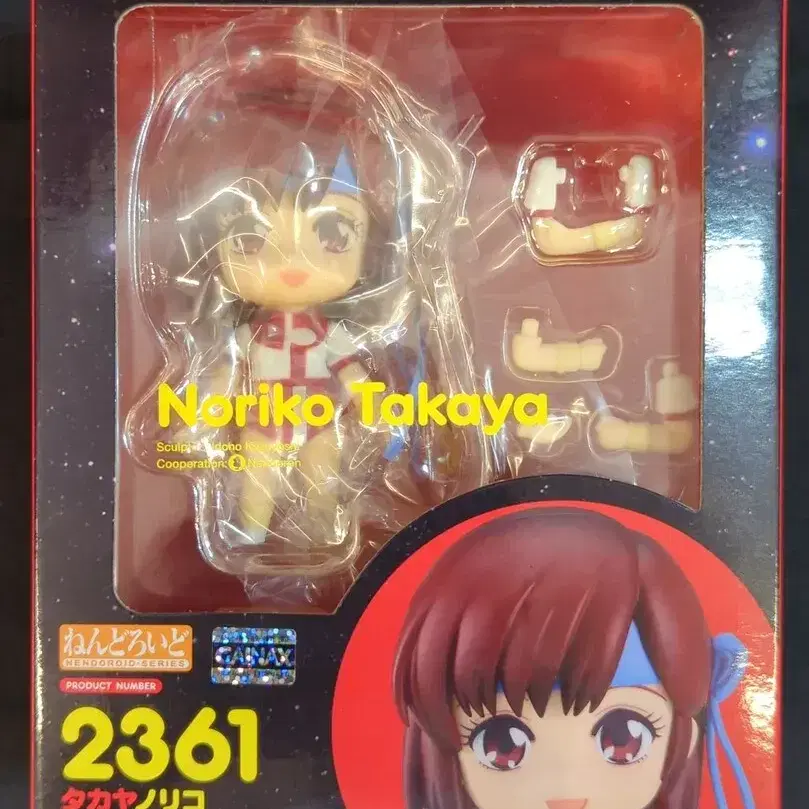 Noriko Takaya
Cooperation:
ねんどろいど
NENDOROID-SERIES
GAINAX
PRODUCT NUMBER
2361
タカヤノリコ